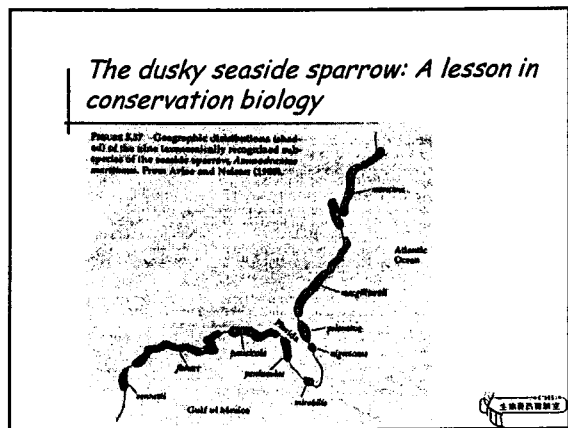 The dusky seaside sparrow: A lesson in
conservation biology
FIGURE 5.17 Geographic distributions (shad-
ed) of the nine taxonomically recognized sub-
species of the seaside sparrow, Ammodramus
maritimus. From Avise and Nelson (1989).
Atlantic
Ocean
macgillivraii
Florida
pelonota
nigrescens
peninsulae
mirabilis
fisheri
sennetti
Gulf of Mexico